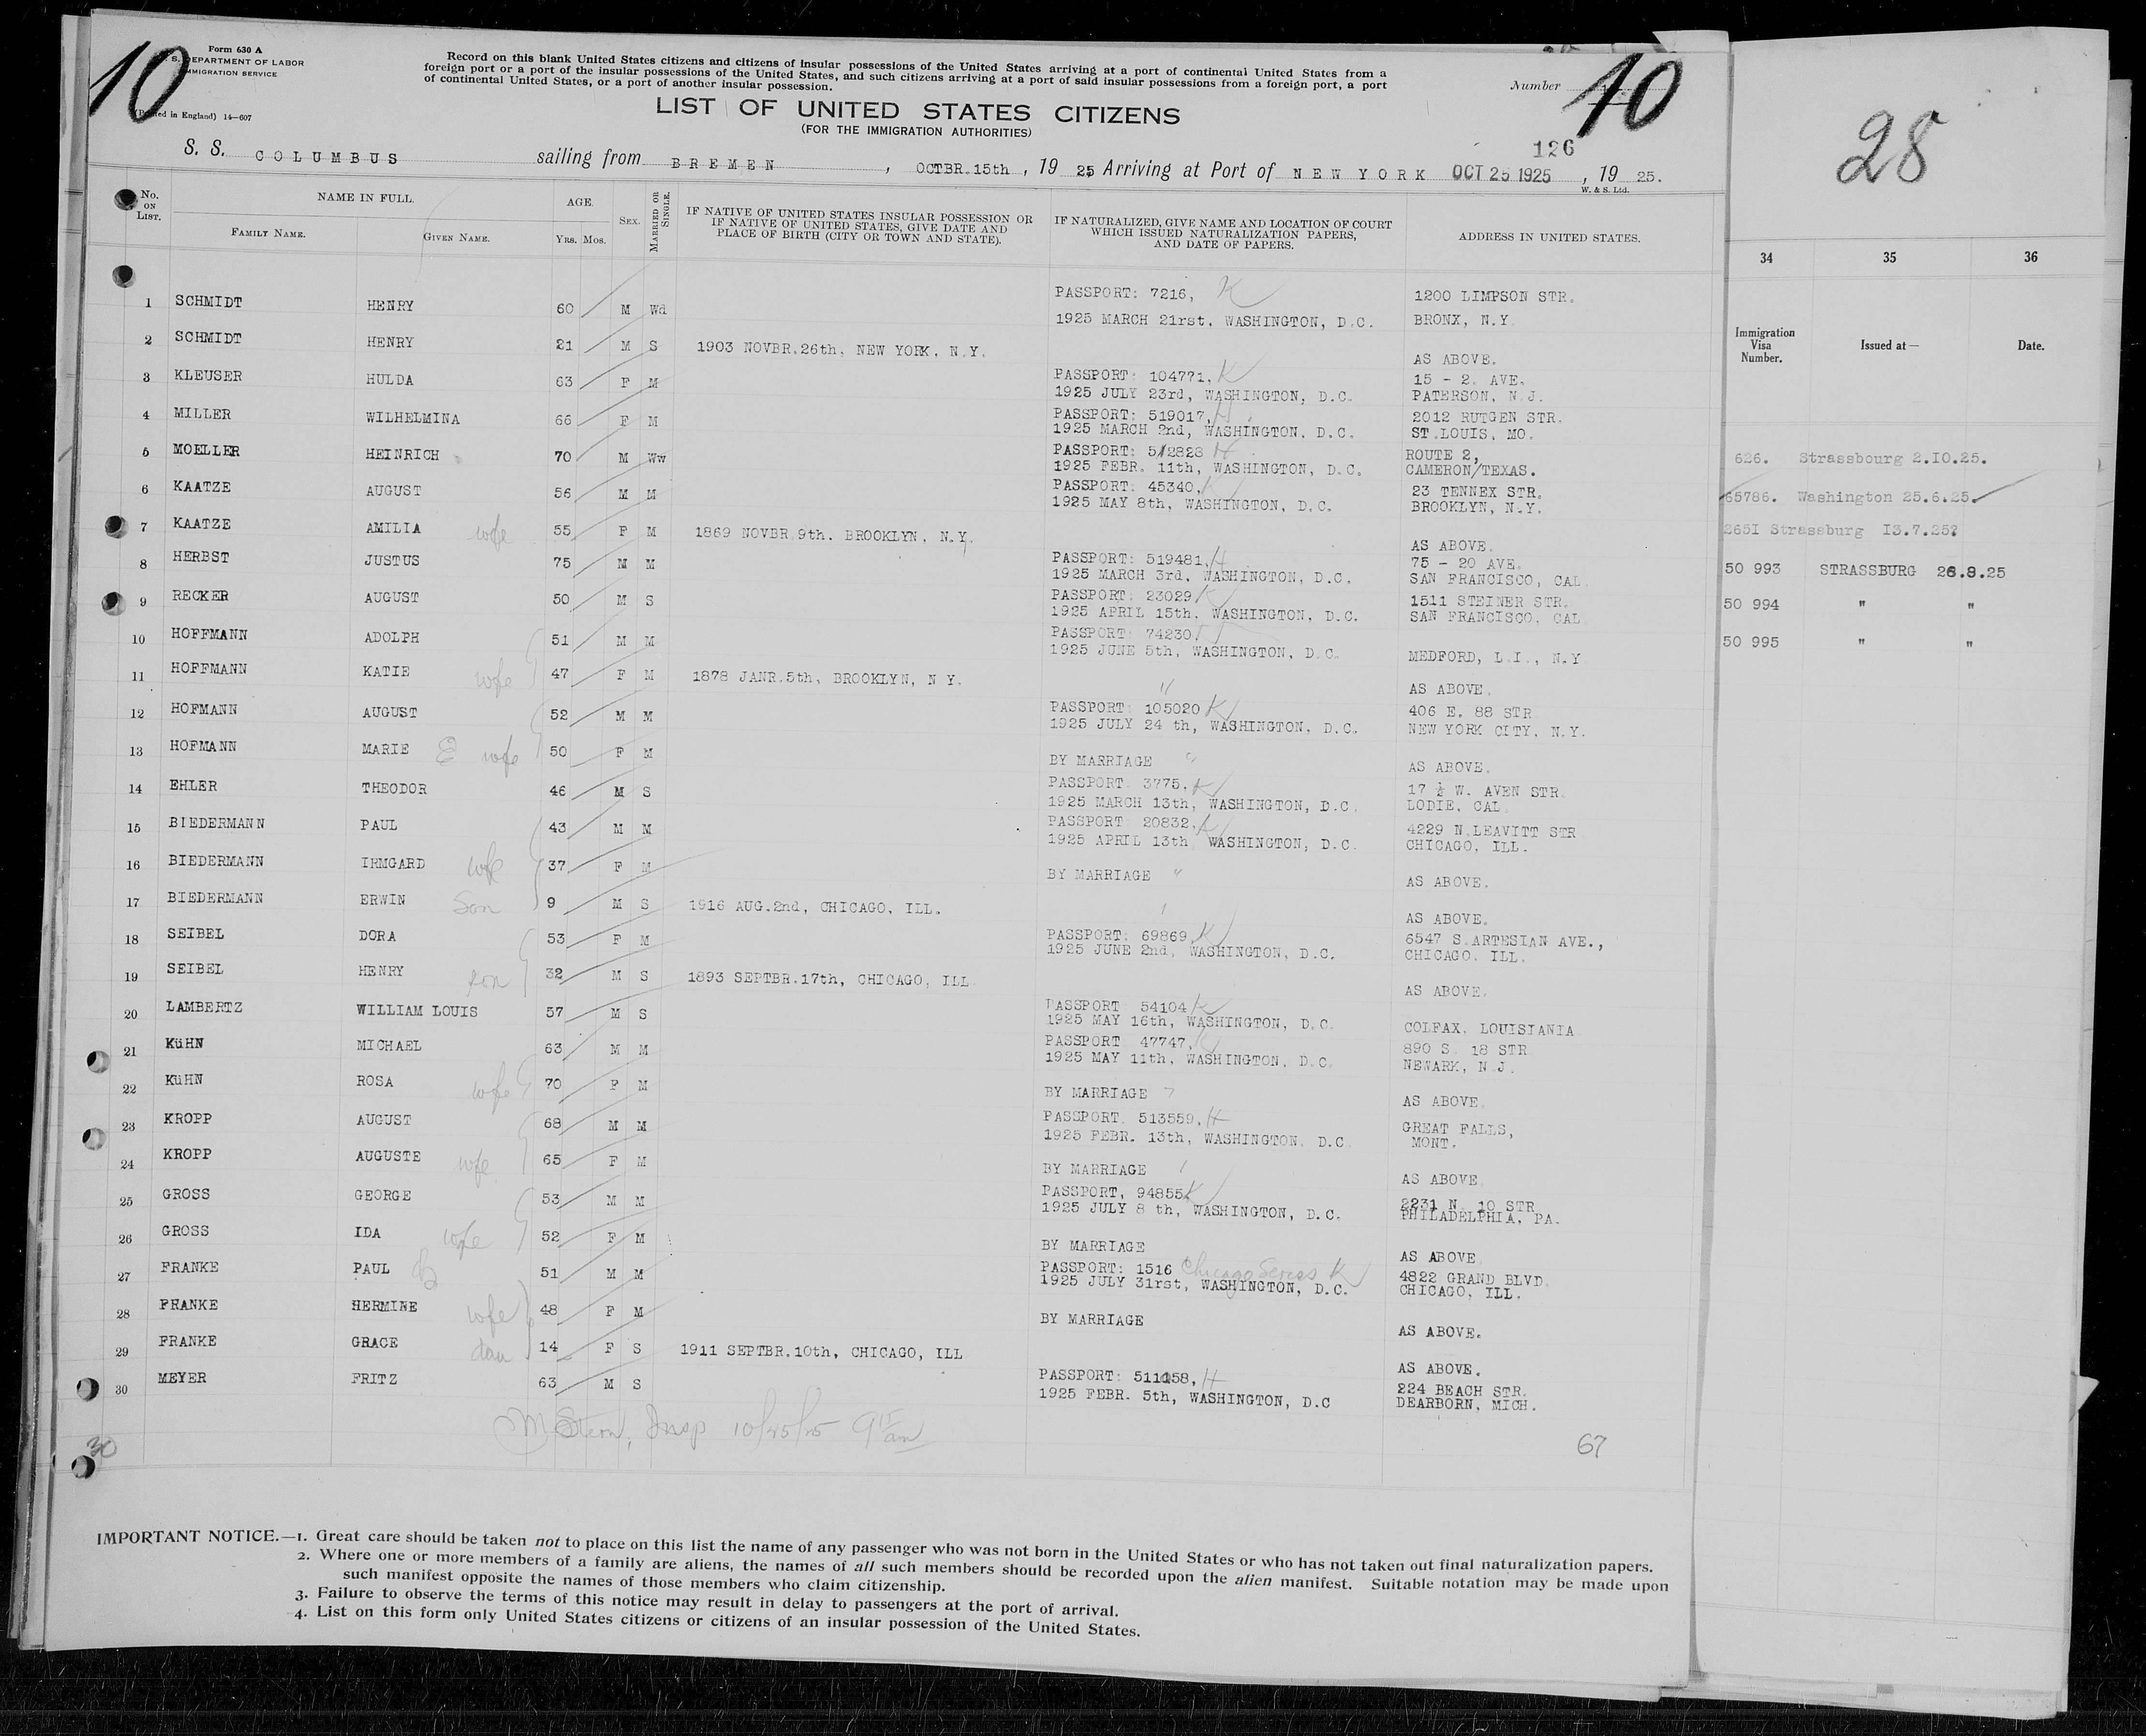 10
Form 630 A
U. S. DEPARTMENT OF LABOR
IMMIGRATION SERVICE
(Printed in England) 14—607
Record on this blank United States citizens and citizens of insular possessions of the United States arriving at a port of continental United States from a
foreign port or a port of the insular possessions of the United States, and such citizens arriving at a port of said insular possessions from a foreign port, a port
of continental United States, or a port of another insular possession.
Number
10
LIST OF UNITED STATES CITIZENS
(FOR THE IMMIGRATION AUTHORITIES)
126
S. S. COLUMBUS sailing from BREMEN, OCTBR.15th, 1925 Arriving at Port of NEW YORK OCT 25 1925, 1925.
W. & S. Ltd.
No. ON LIST. NAME IN FULL. FAMILY NAME. GIVEN NAME. AGE. Yrs. Mos. SEX. MARRIED OR SINGLE. IF NATIVE OF UNITED STATES INSULAR POSSESSION OR IF NATIVE OF UNITED STATES, GIVE DATE AND PLACE OF BIRTH (CITY OR TOWN AND STATE). IF NATURALIZED, GIVE NAME AND LOCATION OF COURT WHICH ISSUED NATURALIZATION PAPERS, AND DATE OF PAPERS. ADDRESS IN UNITED STATES.
1 SCHMIDT HENRY 60 M Wd PASSPORT: 7216, K 1200 LIMPSON STR.
1925 MARCH 21rst, WASHINGTON, D.C. BRONX, N.Y.
2 SCHMIDT HENRY 21 M S 1903 NOVBR.26th, NEW YORK, N.Y. AS ABOVE.
3 KLEUSER HULDA 63 F M PASSPORT: 104771, K 15 - 2. AVE.
1925 JULY 23rd, WASHINGTON, D.C. PATERSON, N.J.
4 MILLER WILHELMINA 66 F M PASSPORT: 519017, H 2012 RUTGEN STR.
1925 MARCH 2nd, WASHINGTON, D.C. ST.LOUIS, MO.
5 MOELLER HEINRICH 70 M Ww PASSPORT: 512828 H ROUTE 2,
1925 FEBR. 11th, WASHINGTON, D.C. CAMERON/TEXAS.
6 KAATZE AUGUST 56 M M PASSPORT: 45340, K 23 TENNEX STR.
1925 MAY 8th, WASHINGTON, D.C. BROOKLYN, N.Y.
7 KAATZE AMILIA wife 55 F M 1869 NOVBR.9th. BROOKLYN, N.Y. AS ABOVE.
8 HERBST JUSTUS 75 M M PASSPORT: 519481, H 75 - 20 AVE.
1925 MARCH 3rd, WASHINGTON, D.C. SAN FRANCISCO, CAL
9 RECKER AUGUST 50 M S PASSPORT: 23029, K 1511 STEINER STR.
1925 APRIL 15th, WASHINGTON, D.C. SAN FRANCISCO, CAL
10 HOFFMANN ADOLPH 51 M M PASSPORT: 74230, K
1925 JUNE 5th, WASHINGTON, D.C. MEDFORD, L.I., N.Y
11 HOFFMANN KATIE wife 47 F M 1878 JANR.5th, BROOKLYN, N Y. AS ABOVE.
12 HOFMANN AUGUST 52 M M PASSPORT: 105020 K 406 E. 88 STR
1925 JULY 24 th, WASHINGTON, D.C. NEW YORK CITY, N.Y.
13 HOFMANN MARIE E wife 50 F M BY MARRIAGE " AS ABOVE.
14 EHLER THEODOR 46 M S PASSPORT. 3775, K 17 ½ W. AVEN STR.
1925 MARCH 13th, WASHINGTON, D.C. LODIE, CAL.
15 BIEDERMANN PAUL 43 M M PASSPORT: 20832, K 4229 N.LEAVITT STR
1925 APRIL 13th WASHINGTON, D.C. CHICAGO, ILL.
16 BIEDERMANN IRMGARD wife 37 F M BY MARRIAGE " AS ABOVE.
17 BIEDERMANN ERWIN Son 9 M S 1916 AUG.2nd, CHICAGO, ILL. AS ABOVE.
18 SEIBEL DORA 53 F M PASSPORT: 69869, K 6547 S.ARTESIAN AVE.,
1925 JUNE 2nd, WASHINGTON, D.C. CHICAGO. ILL.
19 SEIBEL HENRY son 32 M S 1893 SEPTBR.17th, CHICAGO, ILL AS ABOVE.
20 LAMBERTZ WILLIAM LOUIS 57 M S PASSPORT: 54104 K
1925 MAY 16th, WASHINGTON, D.C. COLFAX, LOUISIANIA
21 KüHN MICHAEL 63 M M PASSPORT: 47747, K 890 S. 18 STR
1925 MAY 11th, WASHINGTON, D.C. NEWARK, N.J.
22 KüHN ROSA wife 70 F M BY MARRIAGE AS ABOVE.
23 KROPP AUGUST 68 M M PASSPORT. 513559, H GREAT FALLS,
1925 FEBR. 13th, WASHINGTON, D.C MONT.
24 KROPP AUGUSTE wife 65 F M BY MARRIAGE AS ABOVE.
25 GROSS GEORGE 53 M M PASSPORT, 94855 K 2231 N. 10 STR
1925 JULY 8 th, WASHINGTON, D.C. PHILADELPHIA, PA.
26 GROSS IDA wife 52 F M BY MARRIAGE AS ABOVE
27 FRANKE PAUL 51 M M PASSPORT: 1516 Chicago Series K 4822 GRAND BLVD.
1925 JULY 31rst, WASHINGTON, D.C. CHICAGO, ILL.
28 FRANKE HERMINE wife 48 F M BY MARRIAGE AS ABOVE.
29 FRANKE GRACE dau 14 F S 1911 SEPTBR.10th, CHICAGO, ILL AS ABOVE.
30 MEYER FRITZ 63 M S PASSPORT: 511158, H 224 BEACH STR.
1925 FEBR. 5th, WASHINGTON, D.C DEARBORN, MICH.
M Stern, Insp 10/25/25 9 15 am
30
67
IMPORTANT NOTICE.—1. Great care should be taken not to place on this list the name of any passenger who was not born in the United States or who has not taken out final naturalization papers.
2. Where one or more members of a family are aliens, the names of all such members should be recorded upon the alien manifest. Suitable notation may be made upon
such manifest opposite the names of those members who claim citizenship.
3. Failure to observe the terms of this notice may result in delay to passengers at the port of arrival.
4. List on this form only United States citizens or citizens of an insular possession of the United States.
28
34 35 36
Immigration Visa Number. Issued at— Date.
626. Strassbourg 2.IO.25.
65786. Washington 25.6.25.
265I Strassburg I3.7.25?
50 993 STRASSBURG 26.8.25
50 994 " "
50 995 " "